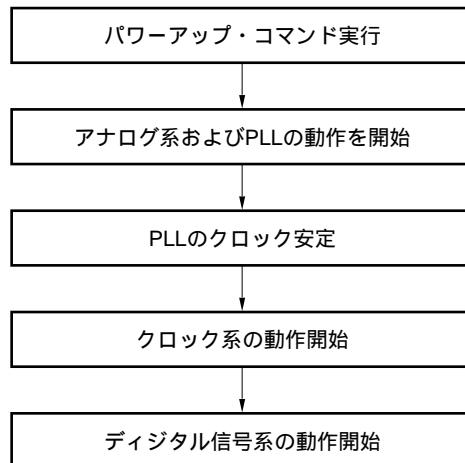 パワーアップ・コマンド実行
アナログ系およびPLLの動作を開始
PLLのクロック安定
クロック系の動作開始
ディジタル信号系の動作開始